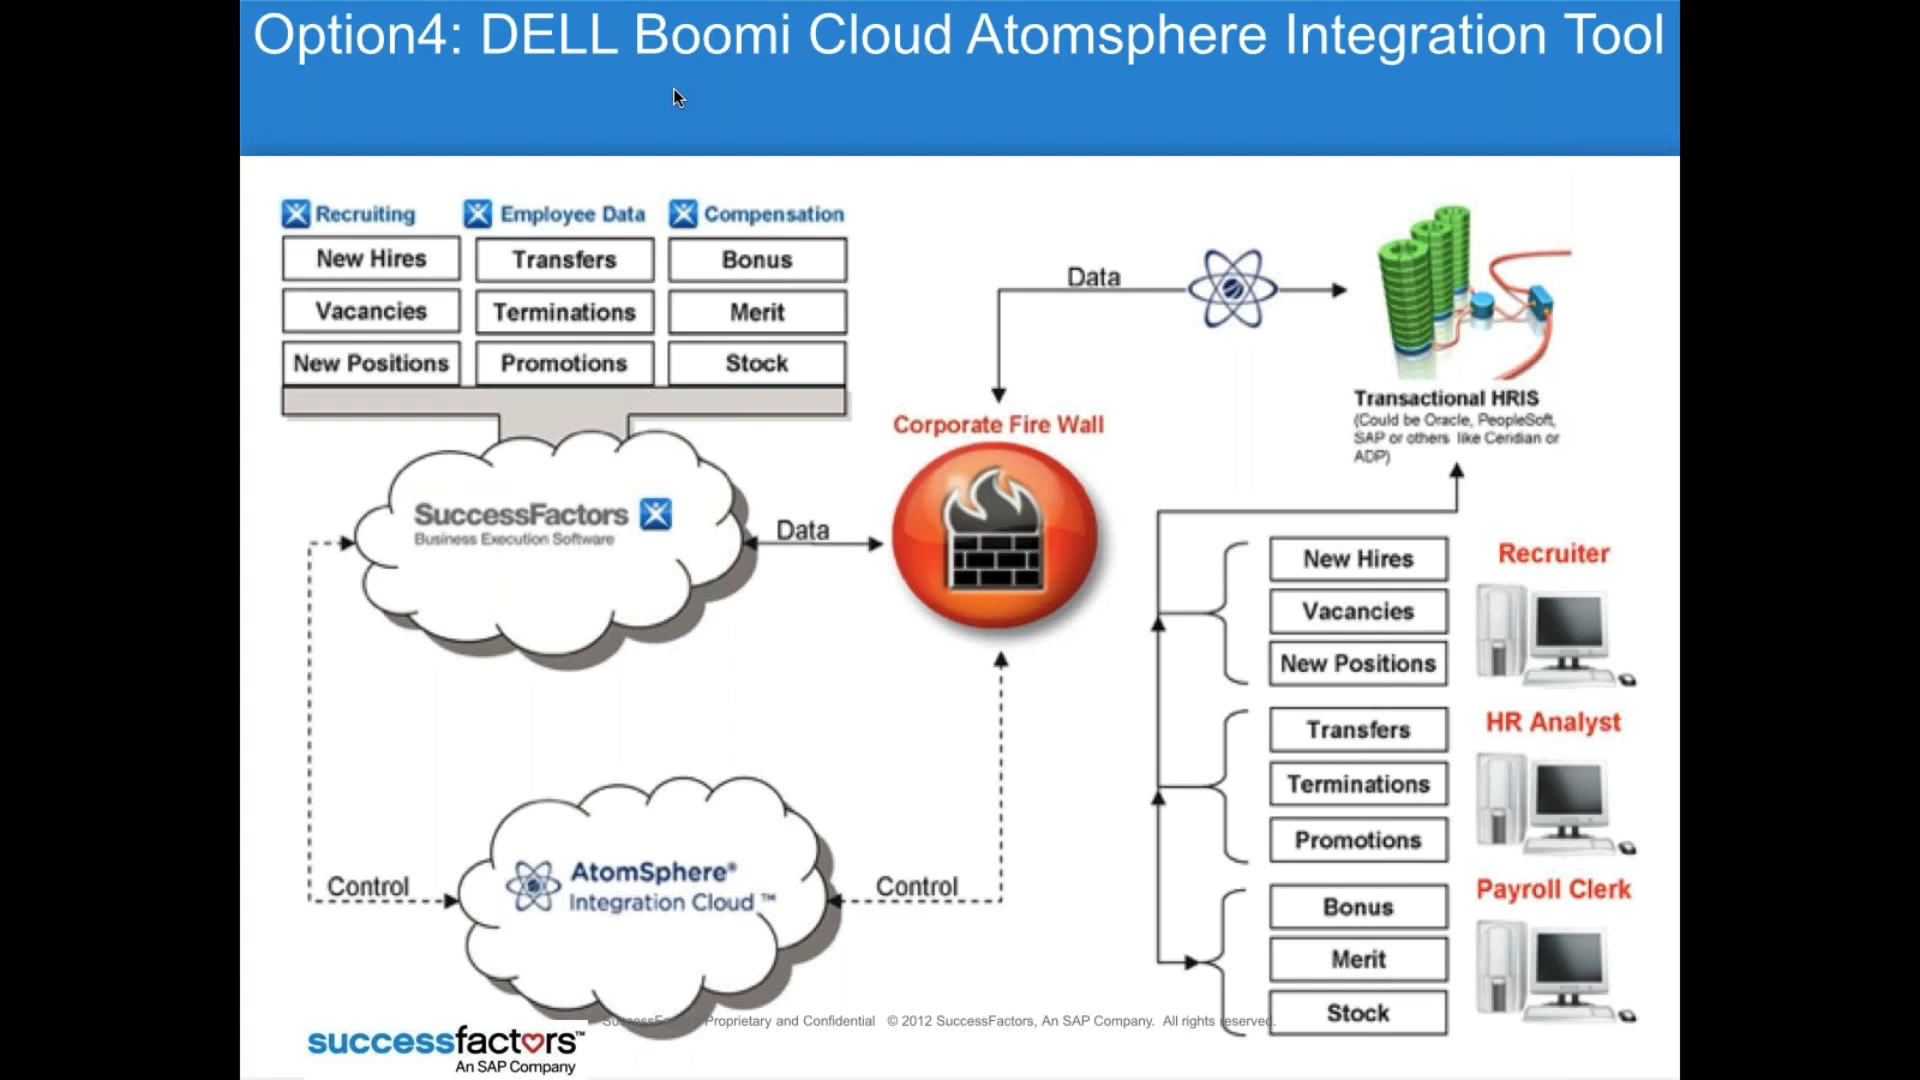 Option4: DELL Boomi Cloud Atomsphere Integration Tool
Recruiting
Employee Data
Compensation
New Hires
Transfers
Bonus
Vacancies
Terminations
Merit
New Positions
Promotions
Stock
Data
Transactional HRIS
(Could be Oracle, PeopleSoft,
SAP or others like Ceridian or
ADP)
Corporate Fire Wall
SuccessFactors
Business Execution Software
Data
New Hires
Vacancies
New Positions
Recruiter
Transfers
Terminations
Promotions
HR Analyst
Bonus
Merit
Stock
Payroll Clerk
Control
AtomSphere®
Integration Cloud ™
Control
Proprietary and Confidential © 2012 SuccessFactors, An SAP Company. All rights reserved.
successfactors™
An SAP Company